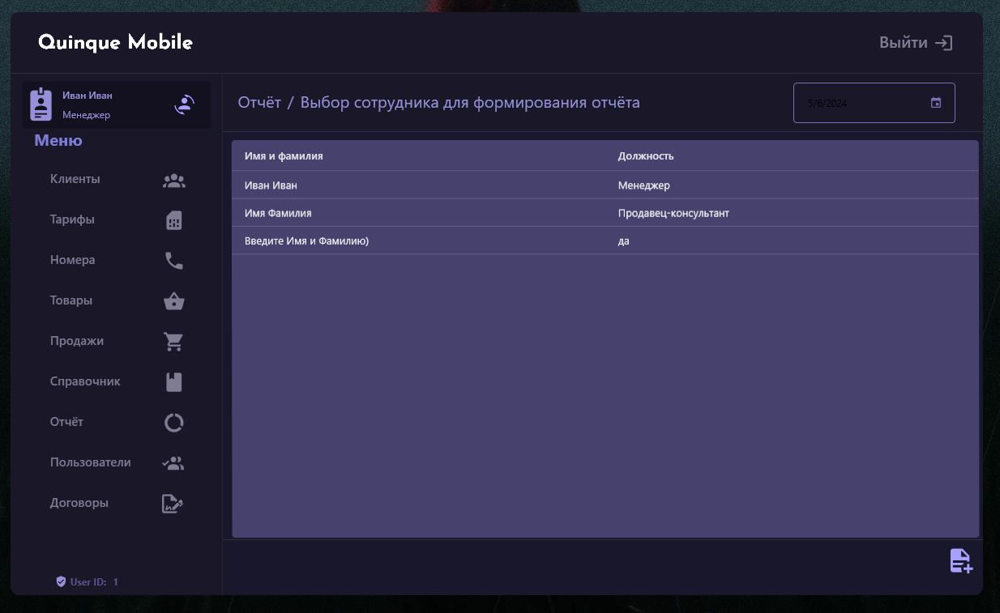 Quinque Mobile
Выйти
Иван Иван
Менеджер
Меню
Клиенты
Тарифы
Номера
Товары
Продажи
Справочник
Отчёт
Пользователи
Договоры
User ID: 1
Отчёт / Выбор сотрудника для формирования отчёта
5/6/2024
Имя и фамилия Должность
Иван Иван Менеджер
Имя Фамилия Продавец-консультант
Введите Имя и Фамилию) да